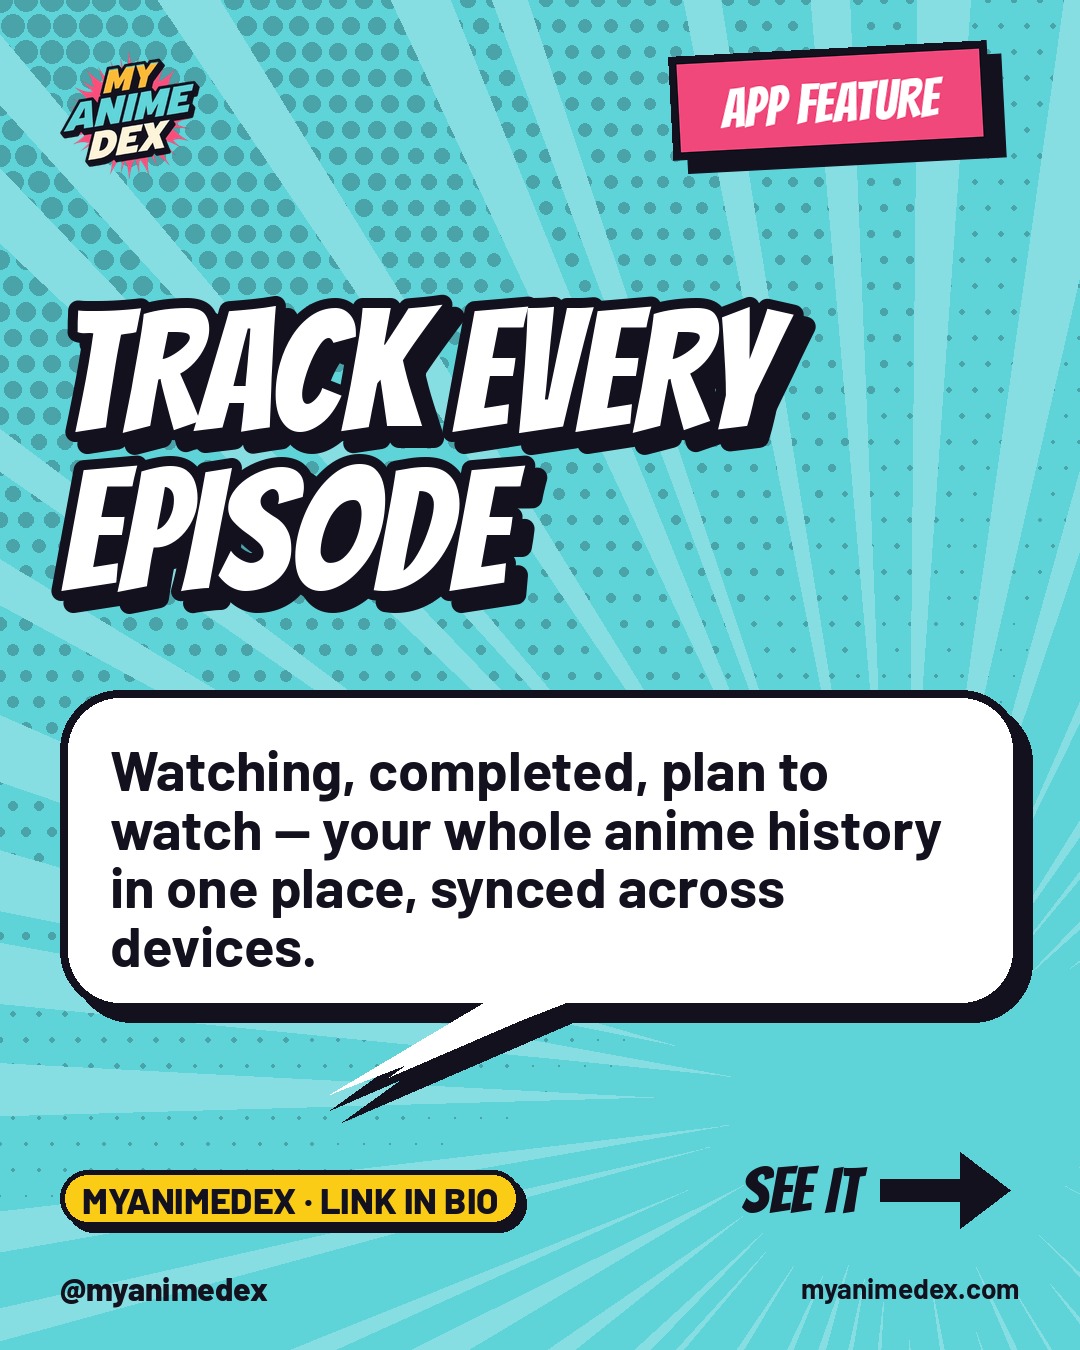 MY
ANIME
DEX
APP FEATURE
TRACK EVERY
EPISODE
Watching, completed, plan to
watch — your whole anime history
in one place, synced across
devices.
MYANIMEDEX · LINK IN BIO
SEE IT
@myanimedex
myanimedex.com